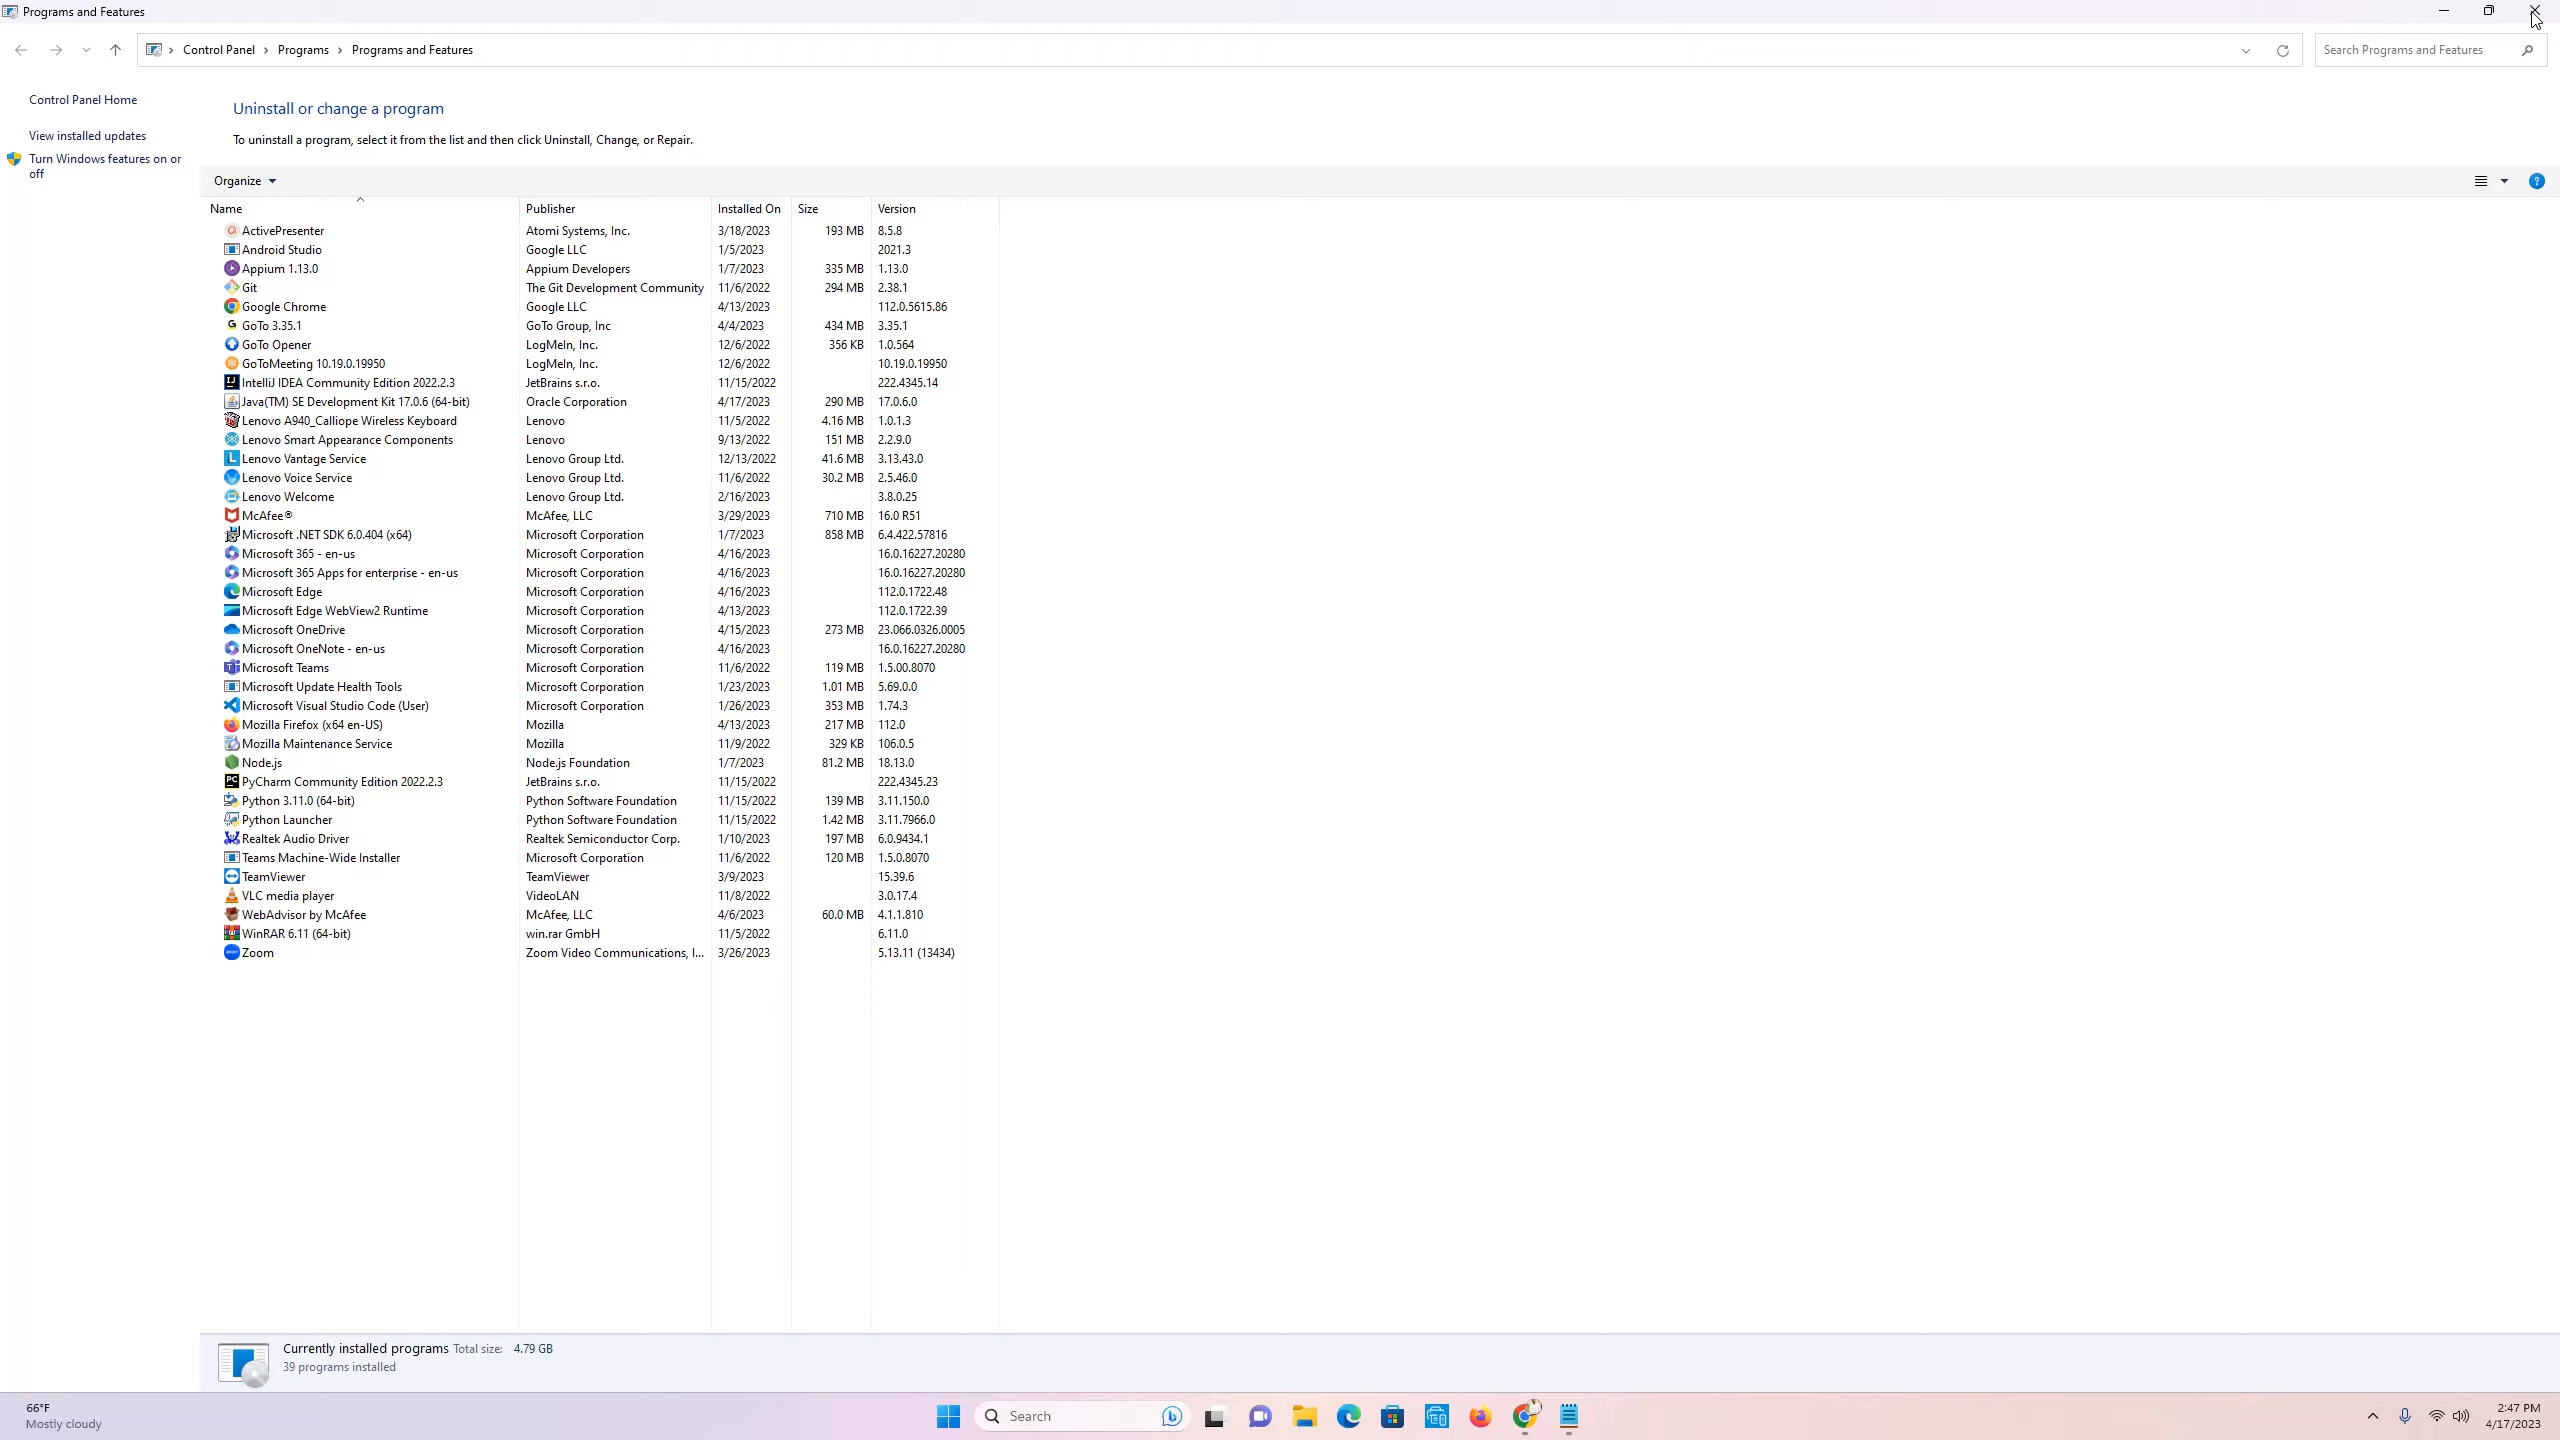 Programs and Features
Control Panel › Programs › Programs and Features
Search Programs and Features
Control Panel Home
View installed updates
Turn Windows features on or
off
Uninstall or change a program
To uninstall a program, select it from the list and then click Uninstall, Change, or Repair.
Organize
Name Publisher Installed On Size Version
ActivePresenter Atomi Systems, Inc. 3/18/2023 193 MB 8.5.8
Android Studio Google LLC 1/5/2023 2021.3
Appium 1.13.0 Appium Developers 1/7/2023 335 MB 1.13.0
Git The Git Development Community 11/6/2022 294 MB 2.38.1
Google Chrome Google LLC 4/13/2023 112.0.5615.86
GoTo 3.35.1 GoTo Group, Inc 4/4/2023 434 MB 3.35.1
GoTo Opener LogMeIn, Inc. 12/6/2022 356 KB 1.0.564
GoToMeeting 10.19.0.19950 LogMeIn, Inc. 12/6/2022 10.19.0.19950
IntelliJ IDEA Community Edition 2022.2.3 JetBrains s.r.o. 11/15/2022 222.4345.14
Java(TM) SE Development Kit 17.0.6 (64-bit) Oracle Corporation 4/17/2023 290 MB 17.0.6.0
Lenovo A940_Calliope Wireless Keyboard Lenovo 11/5/2022 4.16 MB 1.0.1.3
Lenovo Smart Appearance Components Lenovo 9/13/2022 151 MB 2.2.9.0
Lenovo Vantage Service Lenovo Group Ltd. 12/13/2022 41.6 MB 3.13.43.0
Lenovo Voice Service Lenovo Group Ltd. 11/6/2022 30.2 MB 2.5.46.0
Lenovo Welcome Lenovo Group Ltd. 2/16/2023 3.8.0.25
McAfee® McAfee, LLC 3/29/2023 710 MB 16.0 R51
Microsoft .NET SDK 6.0.404 (x64) Microsoft Corporation 1/7/2023 858 MB 6.4.422.57816
Microsoft 365 - en-us Microsoft Corporation 4/16/2023 16.0.16227.20280
Microsoft 365 Apps for enterprise - en-us Microsoft Corporation 4/16/2023 16.0.16227.20280
Microsoft Edge Microsoft Corporation 4/16/2023 112.0.1722.48
Microsoft Edge WebView2 Runtime Microsoft Corporation 4/13/2023 112.0.1722.39
Microsoft OneDrive Microsoft Corporation 4/15/2023 273 MB 23.066.0326.0005
Microsoft OneNote - en-us Microsoft Corporation 4/16/2023 16.0.16227.20280
Microsoft Teams Microsoft Corporation 11/6/2022 119 MB 1.5.00.8070
Microsoft Update Health Tools Microsoft Corporation 1/23/2023 1.01 MB 5.69.0.0
Microsoft Visual Studio Code (User) Microsoft Corporation 1/26/2023 353 MB 1.74.3
Mozilla Firefox (x64 en-US) Mozilla 4/13/2023 217 MB 112.0
Mozilla Maintenance Service Mozilla 11/9/2022 329 KB 106.0.5
Node.js Node.js Foundation 1/7/2023 81.2 MB 18.13.0
PyCharm Community Edition 2022.2.3 JetBrains s.r.o. 11/15/2022 222.4345.23
Python 3.11.0 (64-bit) Python Software Foundation 11/15/2022 139 MB 3.11.150.0
Python Launcher Python Software Foundation 11/15/2022 1.42 MB 3.11.7966.0
Realtek Audio Driver Realtek Semiconductor Corp. 1/10/2023 197 MB 6.0.9434.1
Teams Machine-Wide Installer Microsoft Corporation 11/6/2022 120 MB 1.5.0.8070
TeamViewer TeamViewer 3/9/2023 15.39.6
VLC media player VideoLAN 11/8/2022 3.0.17.4
WebAdvisor by McAfee McAfee, LLC 4/6/2023 60.0 MB 4.1.1.810
WinRAR 6.11 (64-bit) win.rar GmbH 11/5/2022 6.11.0
Zoom Zoom Video Communications, I... 3/26/2023 5.13.11 (13434)
Currently installed programs Total size: 4.79 GB
39 programs installed
66°F
Mostly cloudy
Search
2:47 PM
4/17/2023